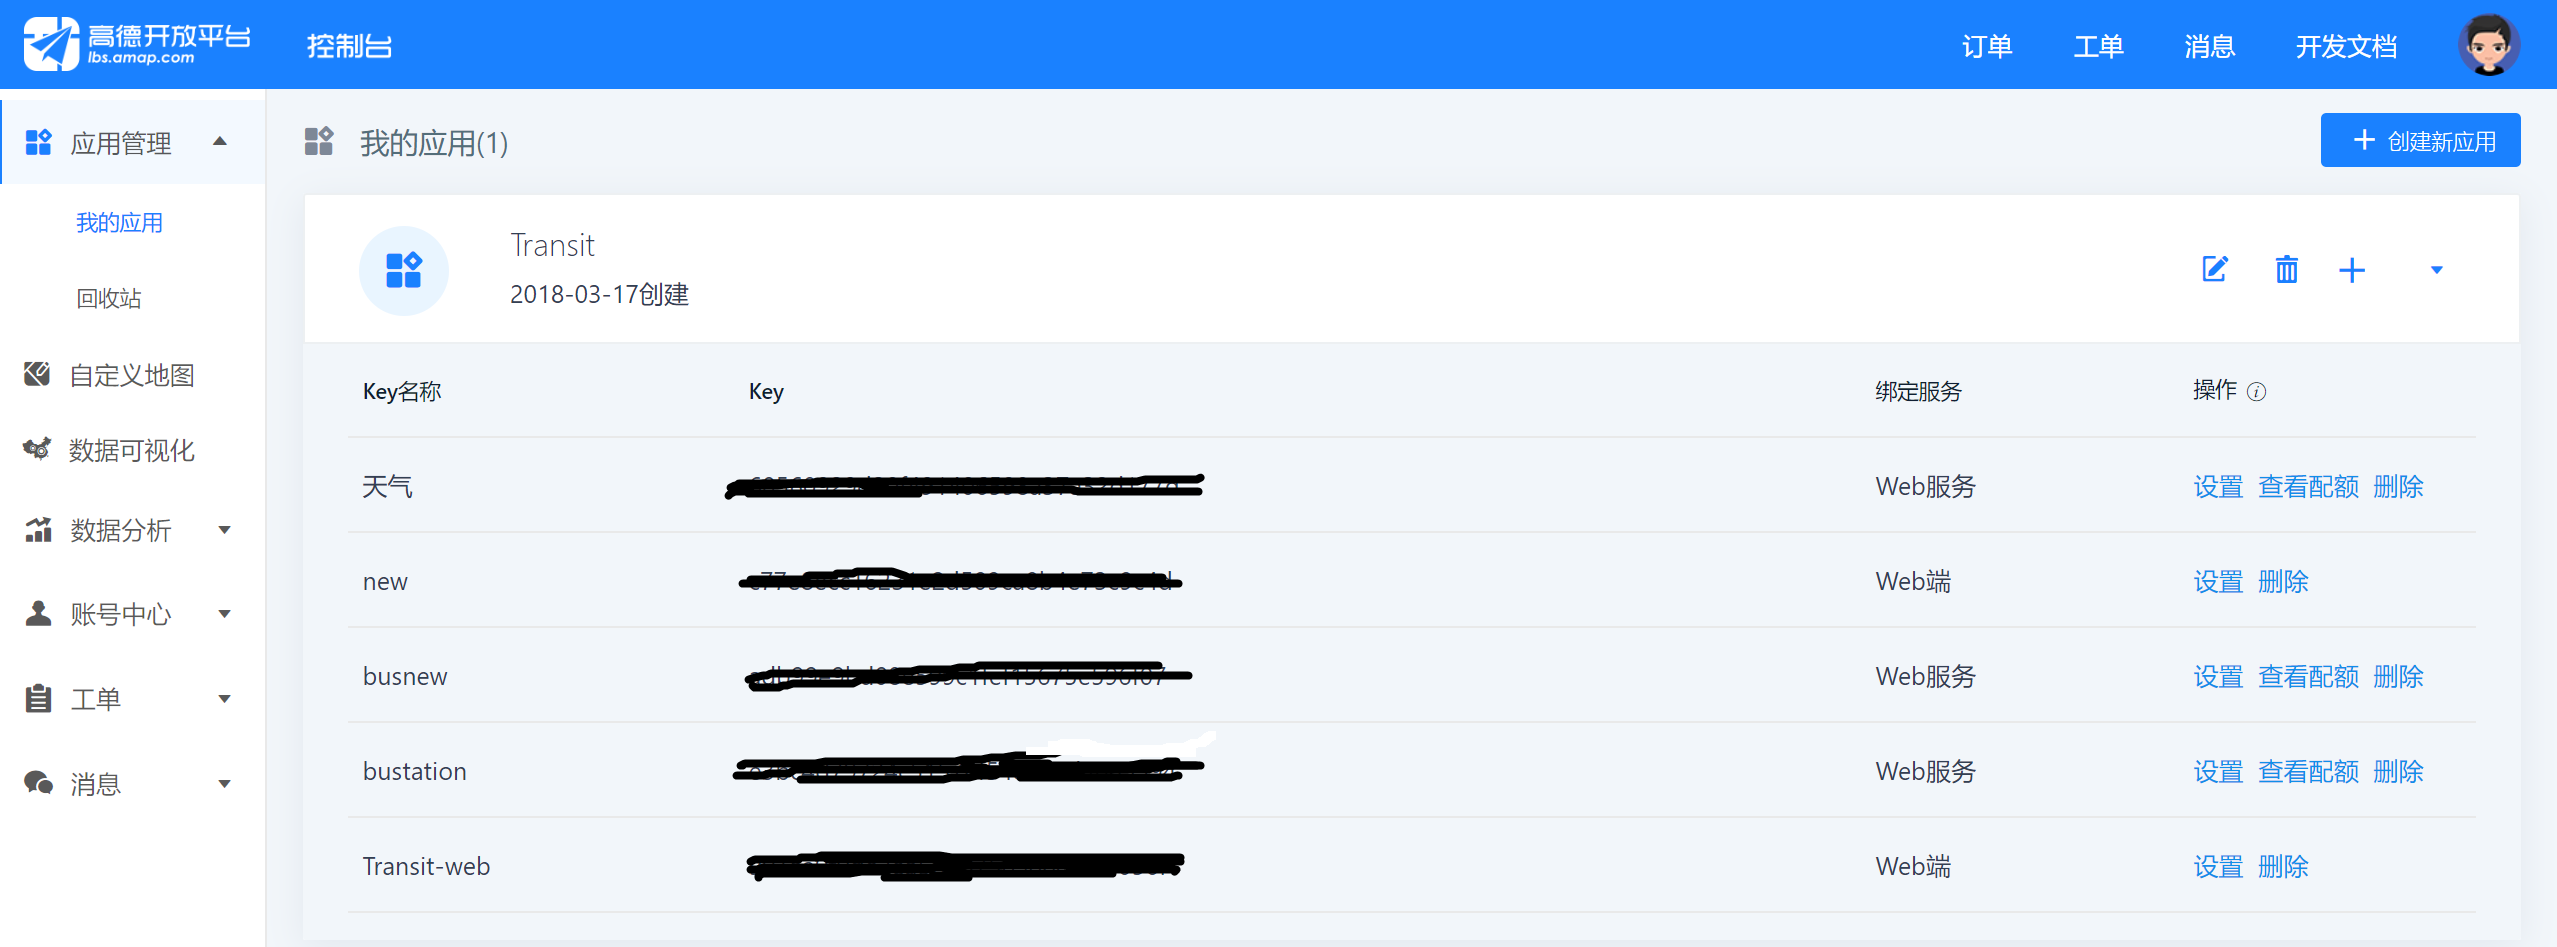 高德开放平台
lbs.amap.com
控制台
订单
工单
消息
开发文档
应用管理
我的应用
回收站
自定义地图
数据可视化
数据分析
账号中心
工单
消息
我的应用(1)
创建新应用
Transit
2018-03-17创建
Key名称 Key 绑定服务 操作
天气 Web服务 设置 查看配额 删除
new Web端 设置 删除
busnew Web服务 设置 查看配额 删除
bustation Web服务 设置 查看配额 删除
Transit-web Web端 设置 删除